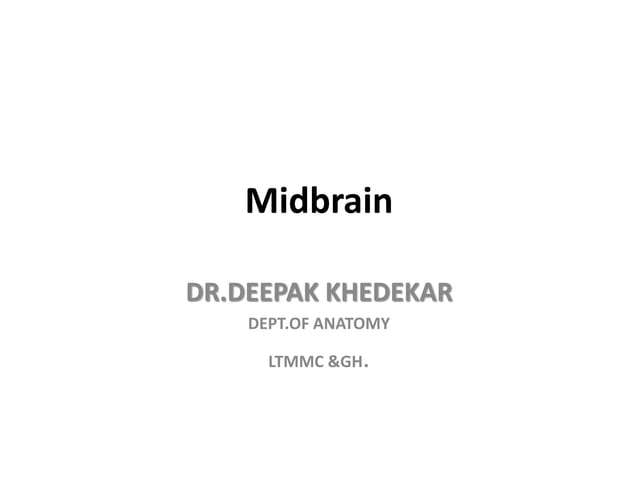 Midbrain
DR.DEEPAK KHEDEKAR
DEPT.OF ANATOMY
LTMMC &GH.